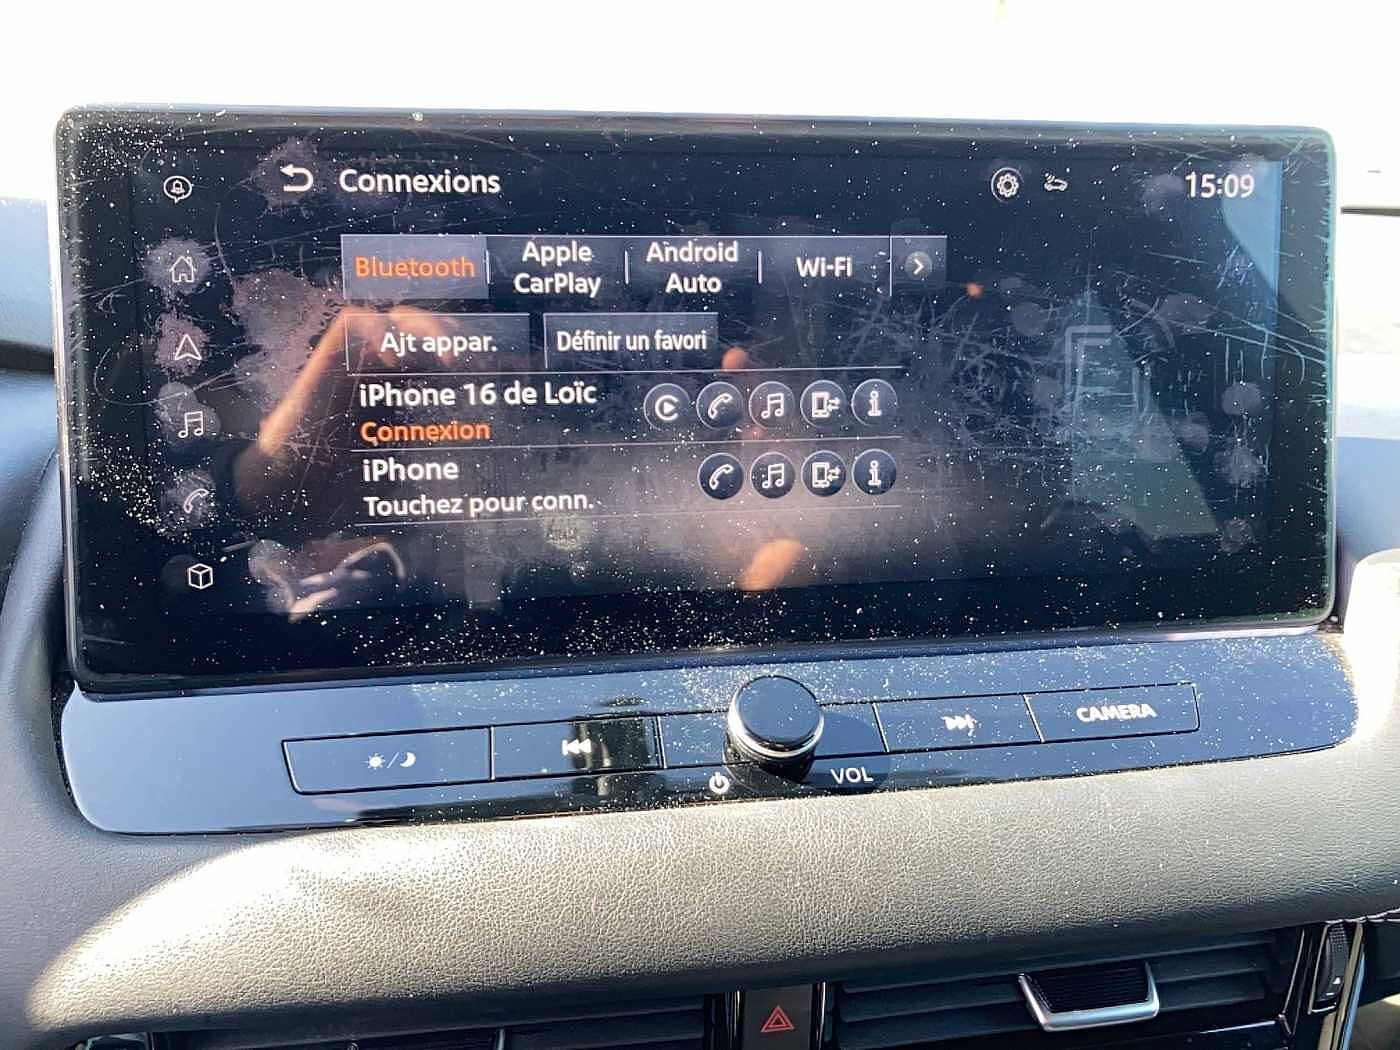 Connexions
15:09
Bluetooth
Apple
CarPlay
Android
Auto
Wi-Fi
Ajt appar.
Définir un favori
iPhone 16 de Loïc
Connexion
iPhone
Touchez pour conn.
CAMERA
VOL